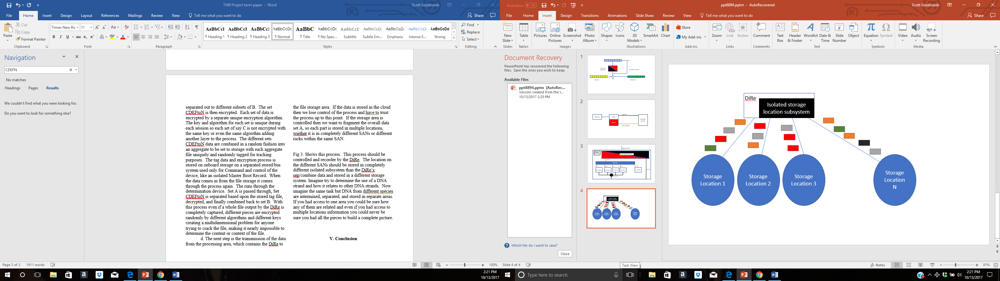 7349 Project term paper - Word
Scott Gozdzialski
File Home Insert Design Layout References Mailings Review View Tell me what you want to do
Share
Paste
Cut
Copy
Format Painter
Clipboard
Times New Ro 11
Font
Paragraph
AaBbCcI AaBbCcI AaBbCcI AaBbCcDc AaBbC AaBbCcDc AaBbCcD AaBbCcDc AaBbCcDc AaBbCcDc AaBbCcDd
¶ Heading 1 ¶ Heading 2 ¶ Heading 3 ¶ Normal ¶ Title ¶ No Spac... Subtitle Subtle Em... Emphasis Intense E... Strong
Styles
Find
Replace
Select
Editing
Navigation
CDEFN
No matches
Headings Pages Results
We couldn't find what you were looking for.
Do you want to look for something else?
separated out to different subsets of B. The set
CDEFtoN is then encrypted. Each set of data is
encrypted by a separate unique encryption algorithm.
The key and algorithm for each set is unique during
each session so each set of say C is not encrypted with
the same key or even the same algorithm adding
another layer to the process. The different sets
CDEFtoN data are combined in a random fashion into
an aggregate to be set to storage with each aggregate
file uniquely and randomly tagged for tracking
purposes. The tag data and encryption process is
stored on onboard storage on a separated stored/bus
system used only for Command and control of the
device, like an isolated Master Boot Record. When
the data comes in from the file storage it comes
through the process again. The runs through the
determination device. Set A is passed through, Set
CDEFtoN is separated based upon the stored tag file,
decrypted, and finally combined back to set B. With
this process even if a whole file output by the DiRe is
completely captured, different pieces are encrypted
randomly by different algorithms and different keys
creating a multidimensional problem for anyone
trying to crack the file, making it nearly impossible to
determine the content or context of the file.
d. The next step is the transmission of the data
from the processing area, which contains the DiRe to
the file storage area. If the data is stored in the cloud
then we lose control of the process and have to trust
the process up to this point. If the storage area is
controlled then we want to fragment the overall data
set A, so each part is stored in multiple locations,
wiether it is in completely different SANs or different
racks within the same SAN.
Fig 3. Shows this process. This process should be
controlled and recorder by the DiRe. The location on
the different SANs should be stored in completely
different isolated subsystem than the DiRe's
sep/combine data and stored in a different storage
system. Imagine try to determine the use of a DNA
strand and how it relates to other DNA strands. Now
imagine the same task but DNA from different species
are intermixed, separated, and stored in separate areas.
If you had access to one area you could be sure how
any of them are related and even if you had access to
multiple locations information you could never be
sure you had all the pieces to build a complete picture.
V. Conclusion
Page 3 of 3 1911 words
100%
2:21 PM
10/13/2017
AutoSave Off
ppt8894.pptm - AutoRecovered
Scott Gozdzialski
File Home Insert Design Transitions Animations Slide Show Review View Tell me what you want to do
Share
New Slide
Slides
Table
Tables
Pictures
Online Pictures
Screenshot
Photo Album
Images
Shapes
Icons
3D Models
SmartArt
Chart
Illustrations
Store
My Add-ins
Add-ins
Zoom
Link
Action
Links
Comment
Comments
Text Box
Header & Footer
WordArt
Date & Time
Slide Number
Object
Text
Equation
Symbol
Symbols
Video
Audio
Screen Recording
Media
Document Recovery
PowerPoint has recovered the following
files. Save the ones you wish to keep.
Available Files
ppt8894.pptm [AutoRec...
Version created from the l...
10/13/2017 2:20 PM
Which file do I want to save?
Close
1
2
3
DiRe
4
DiRe
Isolated storage
location subsystem
Storage
Location 1
Storage
Location 2
Storage
Location 3
Storage
Location
N
Slide 4 of 4
Task View
Notes
81%
Type here to search
2:21 PM
10/13/2017